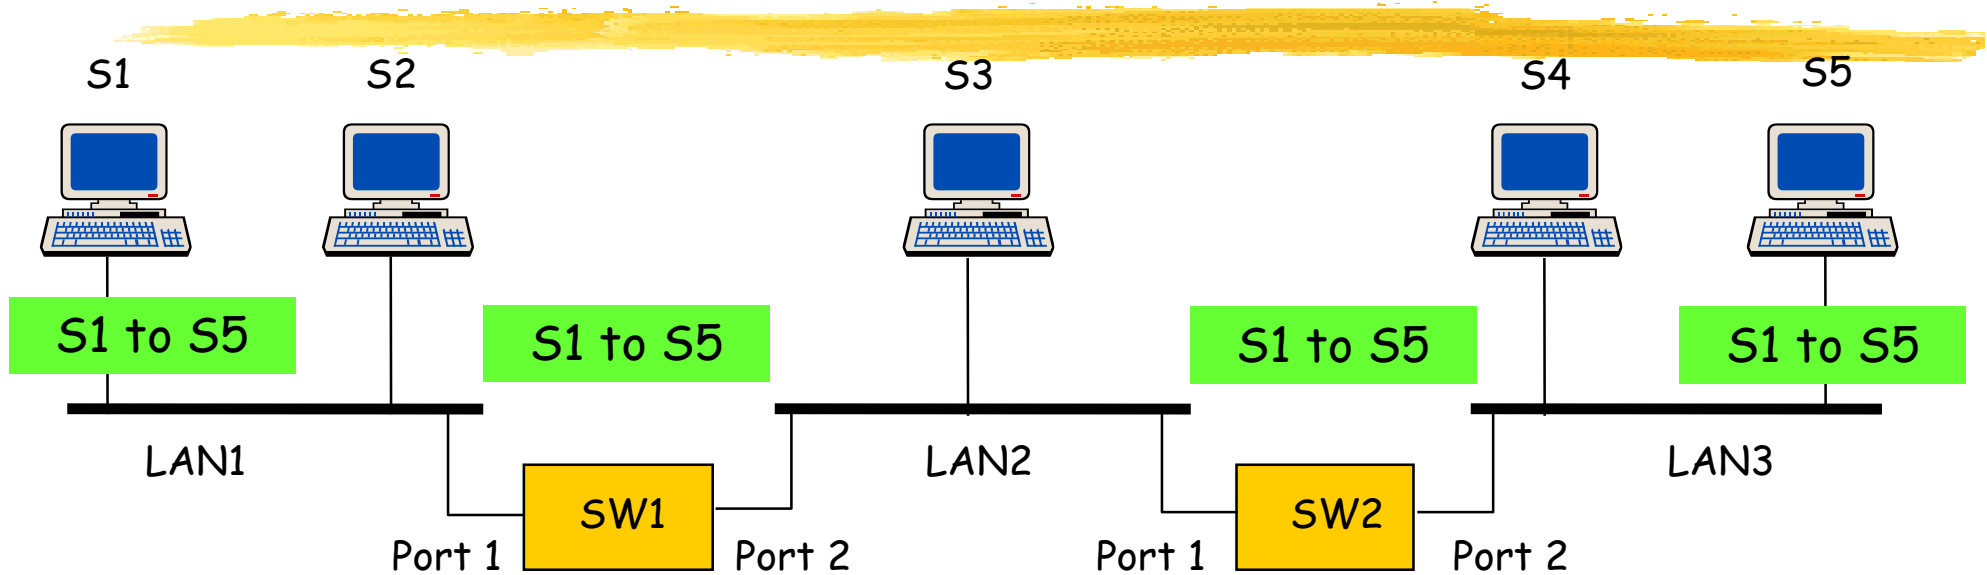 S1 S2 S3 S4 S5
S1 to S5 S1 to S5 S1 to S5 S1 to S5
LAN1 LAN2 LAN3
SW1 SW2
Port 1 Port 2 Port 1 Port 2